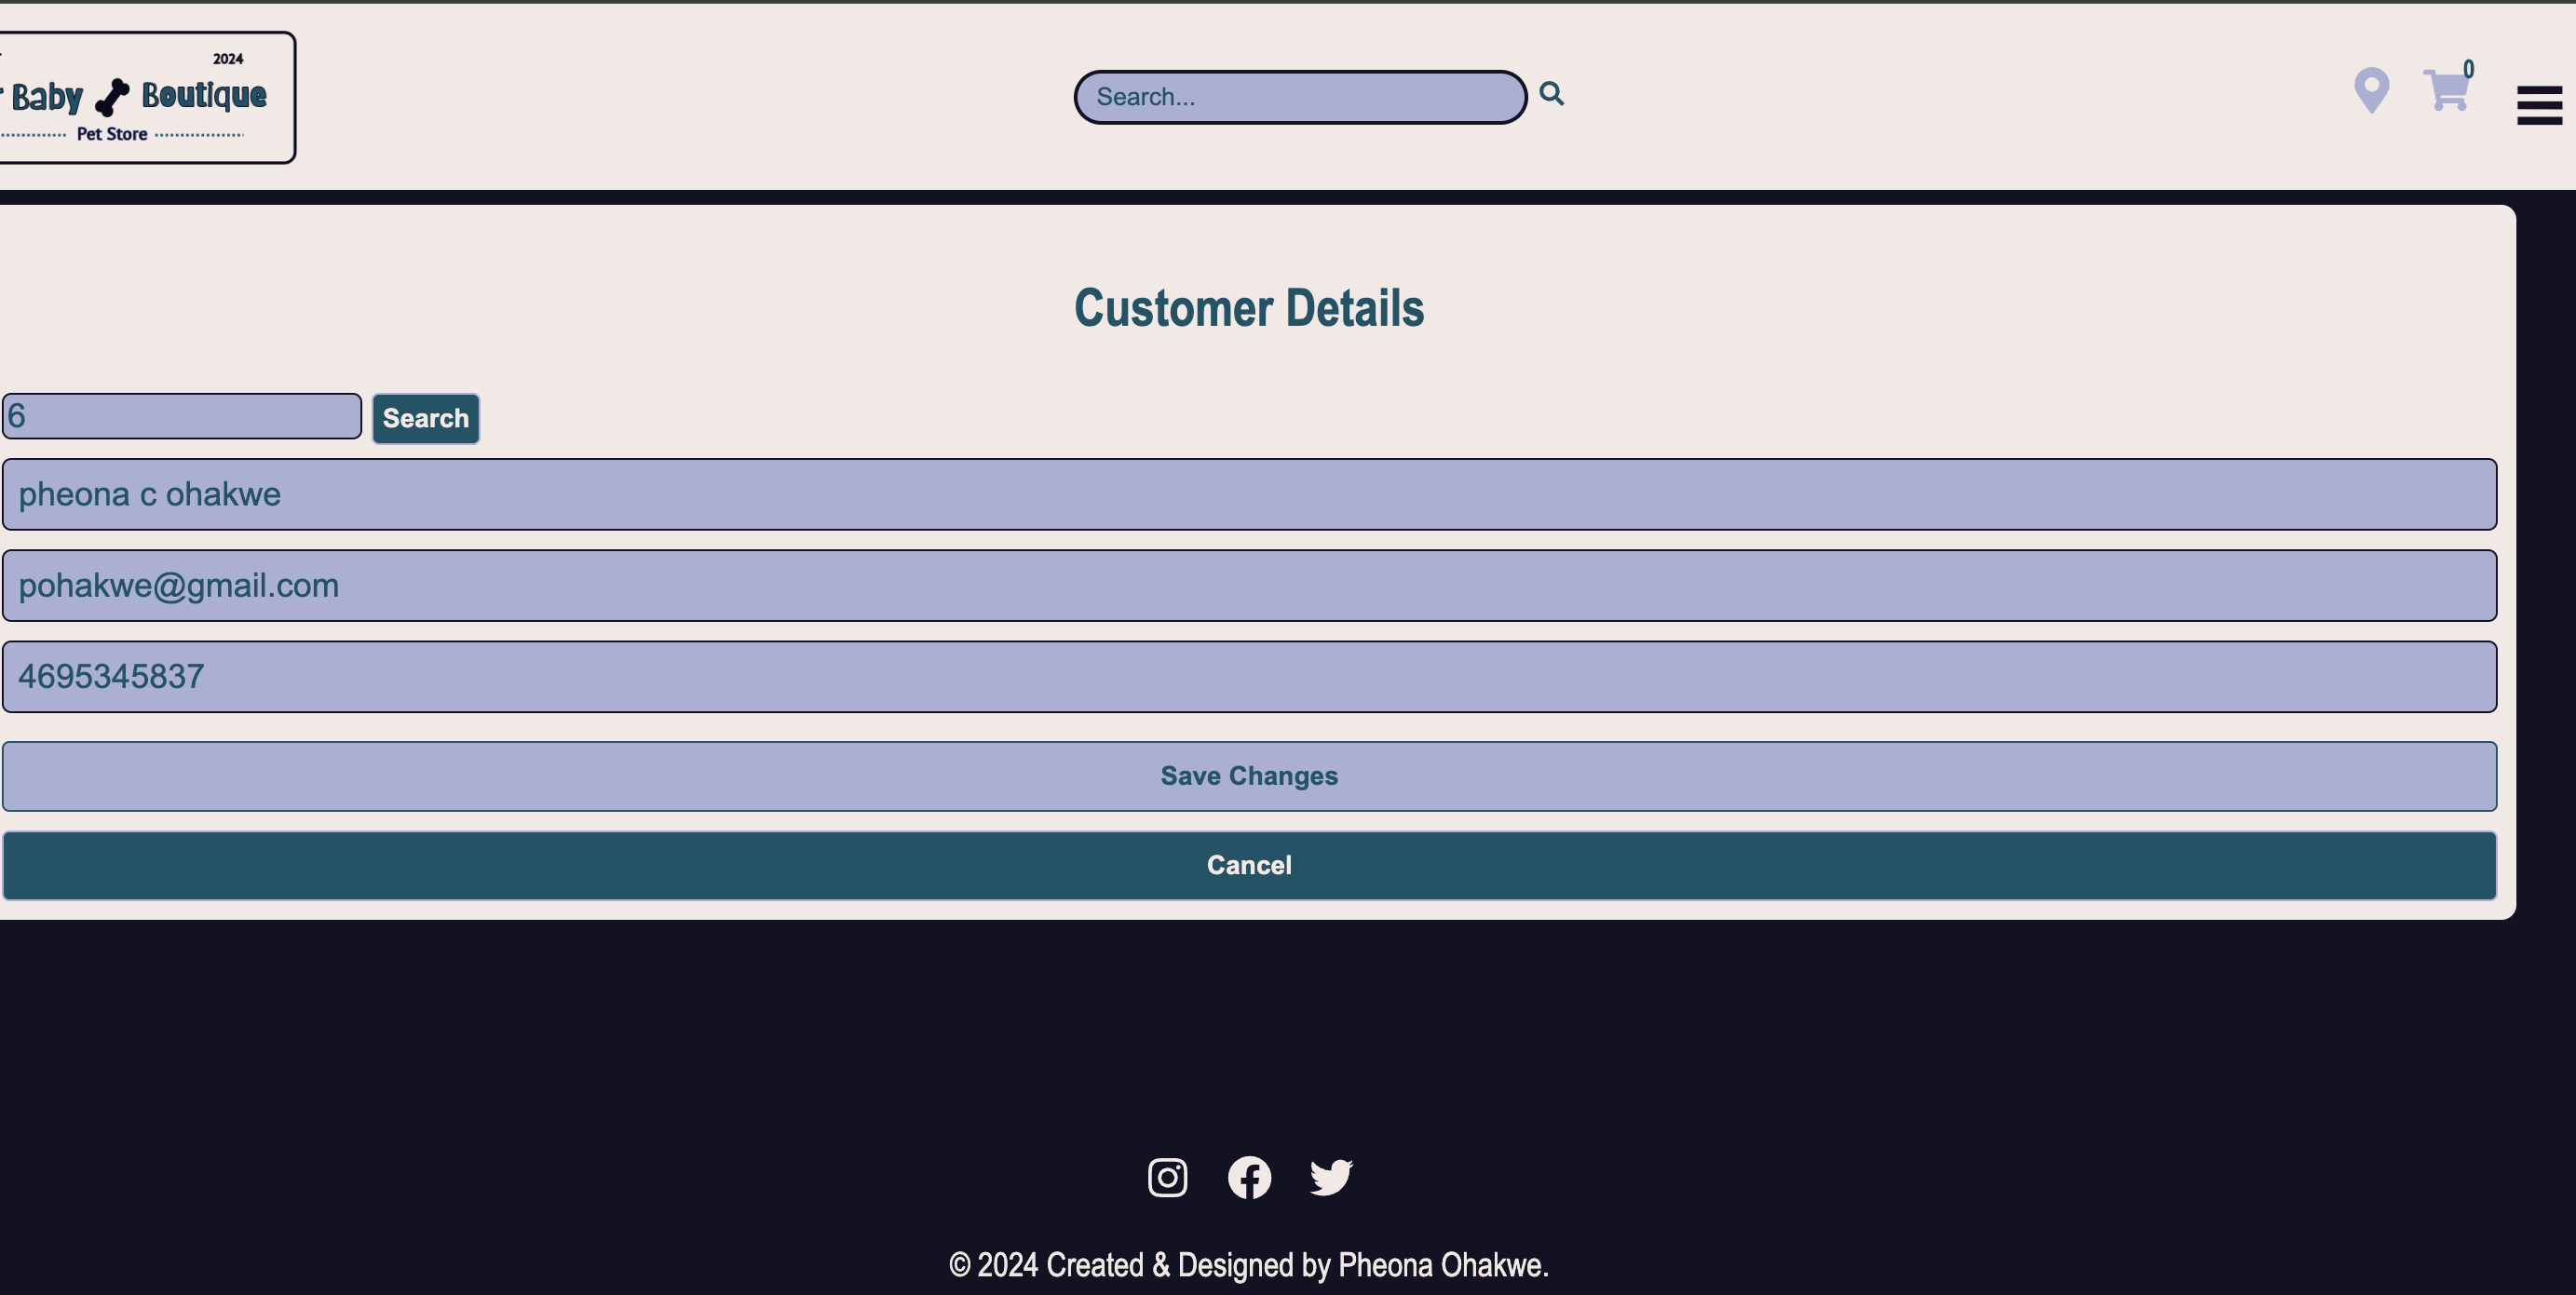 2024
Baby Boutique
Pet Store
Search...
0
Customer Details
6
Search
pheona c ohakwe
pohakwe@gmail.com
4695345837
Save Changes
Cancel
© 2024 Created & Designed by Pheona Ohakwe.